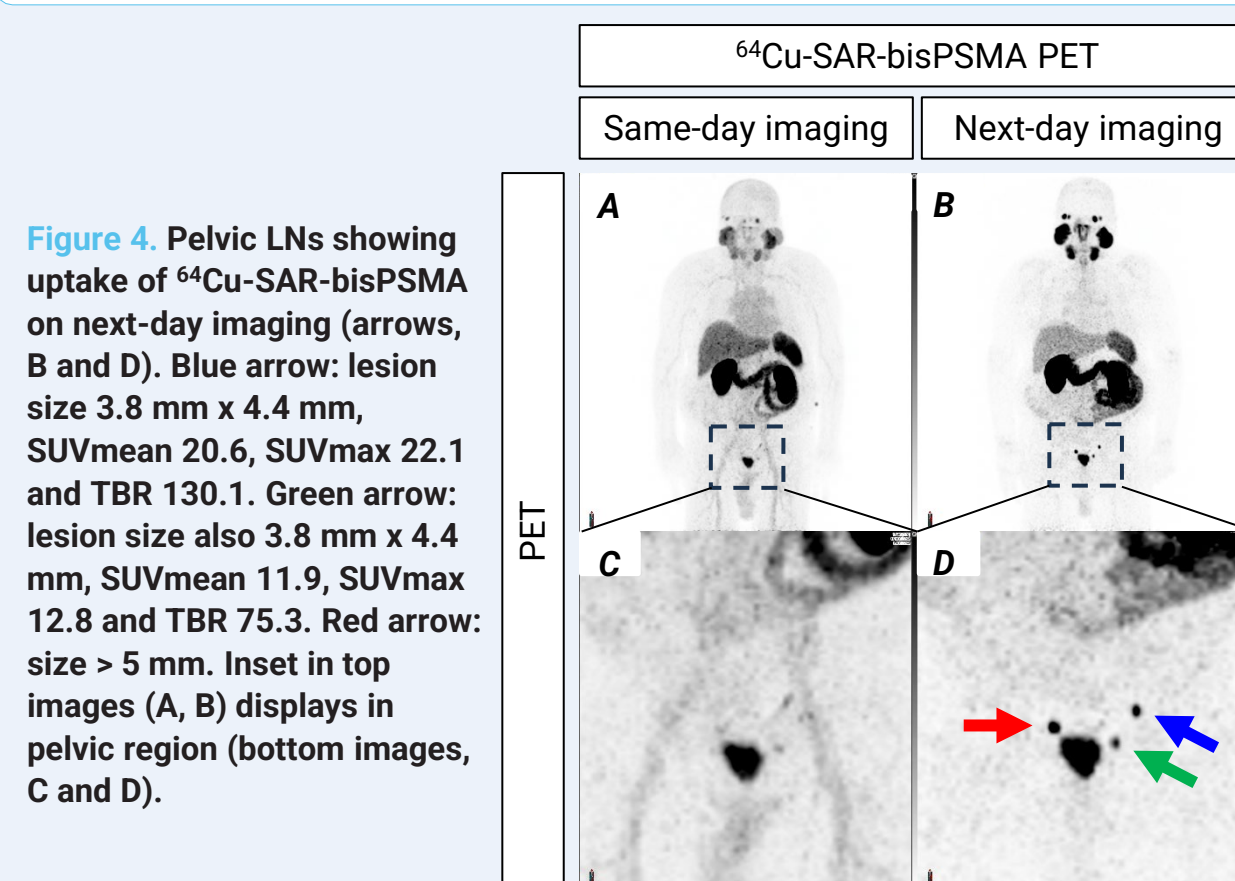 ⁶⁴Cu-SAR-bisPSMA PET
Same-day imaging
Next-day imaging
Figure 4. Pelvic LNs showing
uptake of ⁶⁴Cu-SAR-bisPSMA
on next-day imaging (arrows,
B and D). Blue arrow: lesion
size 3.8 mm x 4.4 mm,
SUVmean 20.6, SUVmax 22.1
and TBR 130.1. Green arrow:
lesion size also 3.8 mm x 4.4
mm, SUVmean 11.9, SUVmax
12.8 and TBR 75.3. Red arrow:
size > 5 mm. Inset in top
images (A, B) displays in
pelvic region (bottom images,
C and D).
PET
A
B
C
D